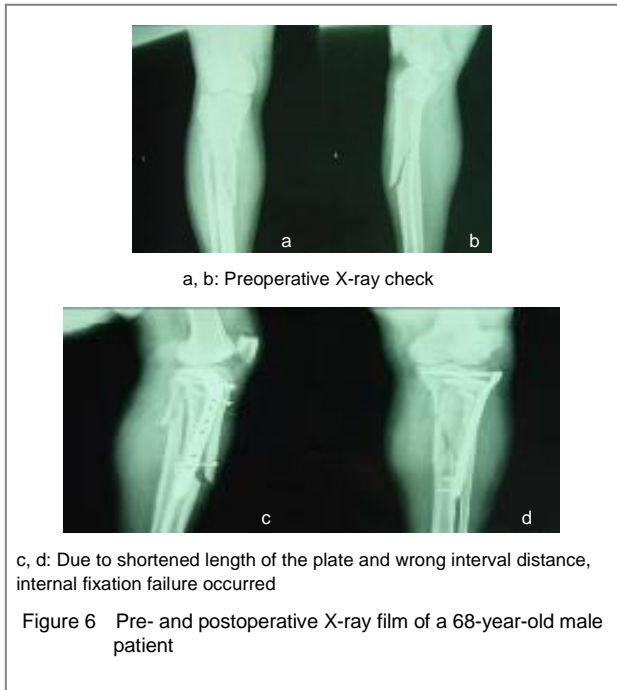 a
b
a, b: Preoperative X-ray check
c
d
c, d: Due to shortened length of the plate and wrong interval distance,
internal fixation failure occurred
Figure 6 Pre- and postoperative X-ray film of a 68-year-old male
patient